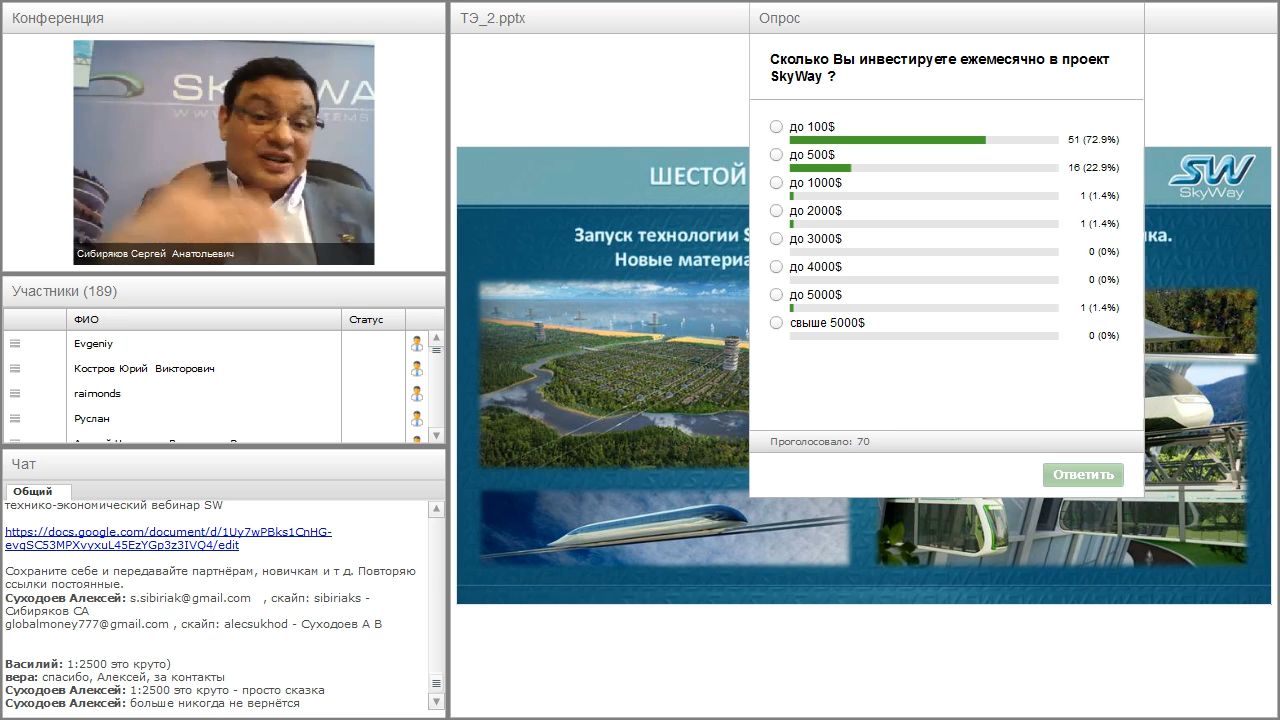 Конференция
SKYWA
Сибиряков Сергей Анатольевич
Участники (189)
ФИО
Статус
Evgeniy
Костров Юрий Викторович
raimonds
Руслан
Чат
Общий
технико-экономический вебинар SW
https://docs.google.com/document/d/1Uy7wPBks1CnHG-
evgSC53MPXvyxuL45EzYGp3z3IVQ4/edit
Сохраните себе и передавайте партнёрам, новичкам и т д. Повторяю
ссылки постоянные.
Суходоев Алексей: s.sibiriak@gmail.com , скайп: sibiriaks -
Сибиряков СА
globalmoney777@gmail.com , скайп: alecsukhod - Суходоев А В
Василий: 1:2500 это круто)
вера: спасибо, Алексей, за контакты
Суходоев Алексей: 1:2500 это круто - просто сказка
Суходоев Алексей: больше никогда не вернётся
ТЭ_2.pptx
ШЕСТОЙ
SW
SkyWay
Запуск технологии
Новые материа
ка.
Опрос
Сколько Вы инвестируете ежемесячно в проект
SkyWay ?
до 100$
51 (72.9%)
до 500$
16 (22.9%)
до 1000$
1 (1.4%)
до 2000$
1 (1.4%)
до 3000$
0 (0%)
до 4000$
0 (0%)
до 5000$
1 (1.4%)
свыше 5000$
0 (0%)
Проголосовало: 70
Ответить